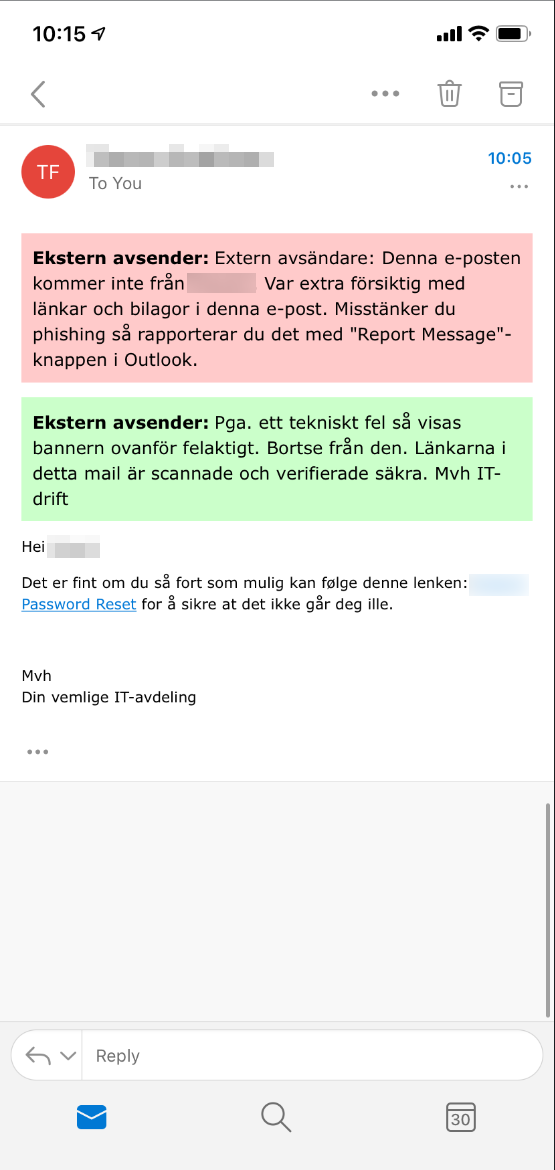 10:15
TF
10:05
To You
Ekstern avsender: Extern avsändare: Denna e-posten
kommer inte från Var extra försiktig med
länkar och bilagor i denna e-post. Misstänker du
phishing så rapporterar du det med "Report Message"-
knappen i Outlook.
Ekstern avsender: Pga. ett tekniskt fel så visas
bannern ovanför felaktigt. Bortse från den. Länkarna i
detta mail är scannade och verifierade säkra. Mvh IT-
drift
Hei
Det er fint om du så fort som mulig kan følge denne lenken:
Password Reset for å sikre at det ikke går deg ille.
Mvh
Din vemlige IT-avdeling
Reply
30